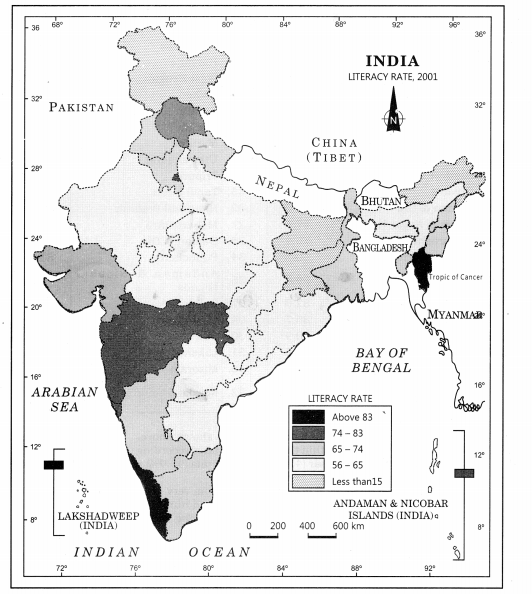 68° 72° 76° 80° 84° 88° 92° 96°
36° 36°
INDIA
LITERACY RATE, 2001
N
32° 32°
PAKISTAN
CHINA
(TIBET)
28° 28°
NEPAL
BHUTAN
BANGLADESH
24° 24°
Tropic of Cancer
20°
MYANMAR
BAY OF
BENGAL
16° 16°
ARABIAN
SEA
LITERACY RATE
Above 83
74 – 83
65 – 74
56 – 65
Less than15
12° 12°
LAKSHADWEEP
(INDIA)
ANDAMAN & NICOBAR
ISLANDS (INDIA)
8° 8°
0 200 400 600 km
INDIAN OCEAN
72° 76° 80° 84° 88° 92°